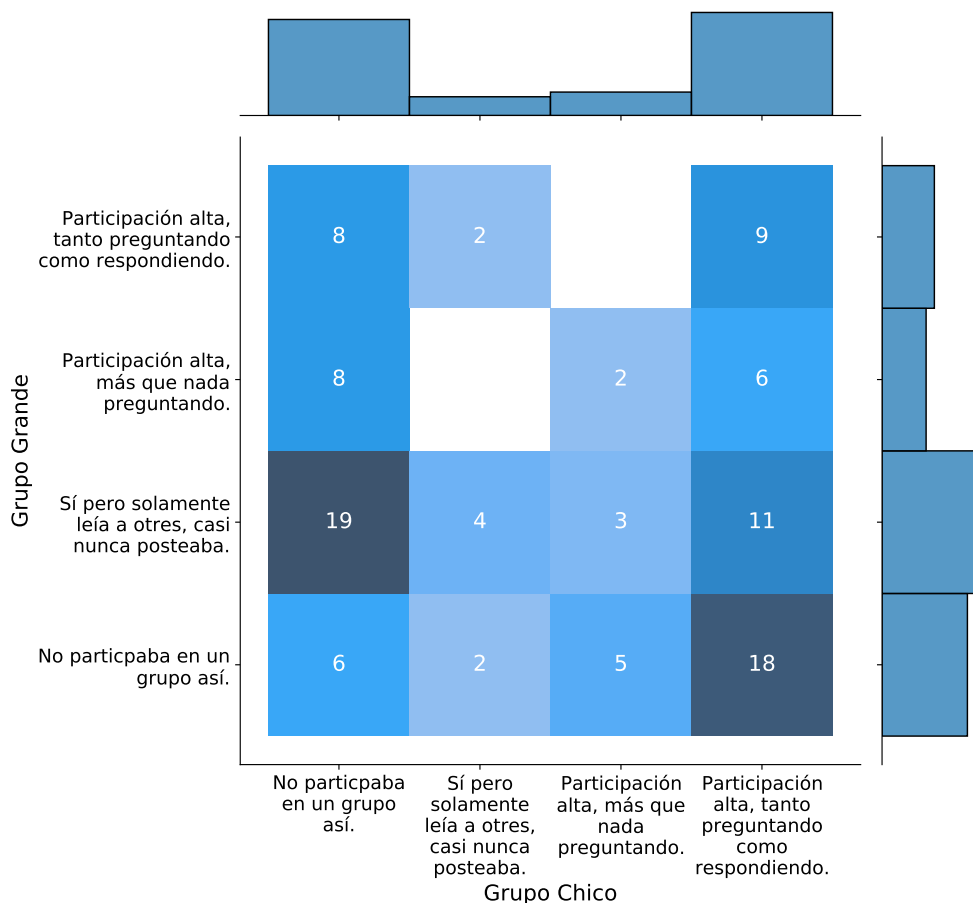 Participación alta,
tanto preguntando
como respondiendo.
8
2
9
Participación alta,
más que nada
preguntando.
8
2
6
Grupo Grande
Sí pero solamente
leía a otres, casi
nunca posteaba.
19
4
3
11
No particpaba en un
grupo así.
6
2
5
18
No particpaba
en un grupo
así.
Sí pero
solamente
leía a otres,
casi nunca
posteaba.
Participación
alta, más que
nada
preguntando.
Participación
alta, tanto
preguntando
como
respondiendo.
Grupo Chico